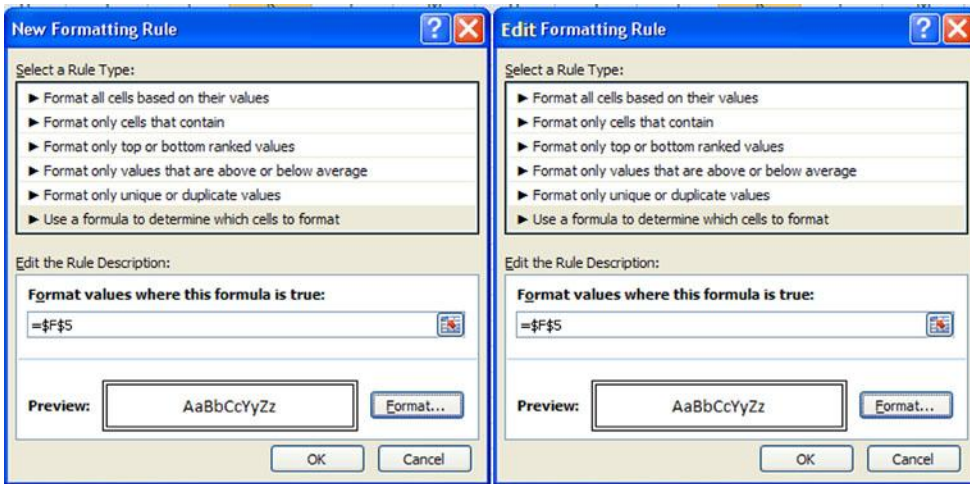 New Formatting Rule
Select a Rule Type:
► Format all cells based on their values
► Format only cells that contain
► Format only top or bottom ranked values
► Format only values that are above or below average
► Format only unique or duplicate values
► Use a formula to determine which cells to format
Edit the Rule Description:
Format values where this formula is true:
=$F$5
Preview:
AaBbCcYyZz
Format...
OK
Cancel
Edit Formatting Rule
Select a Rule Type:
► Format all cells based on their values
► Format only cells that contain
► Format only top or bottom ranked values
► Format only values that are above or below average
► Format only unique or duplicate values
► Use a formula to determine which cells to format
Edit the Rule Description:
Format values where this formula is true:
=$F$5
Preview:
AaBbCcYyZz
Format...
OK
Cancel